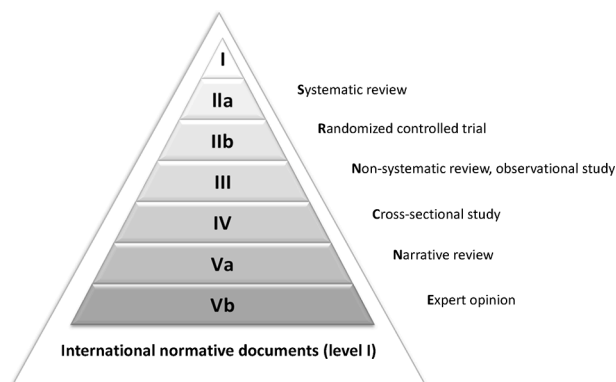 I
IIa
Systematic review
IIb
Randomized controlled trial
III
Non-systematic review, observational study
IV
Cross-sectional study
Va
Narrative review
Vb
Expert opinion
International normative documents (level I)